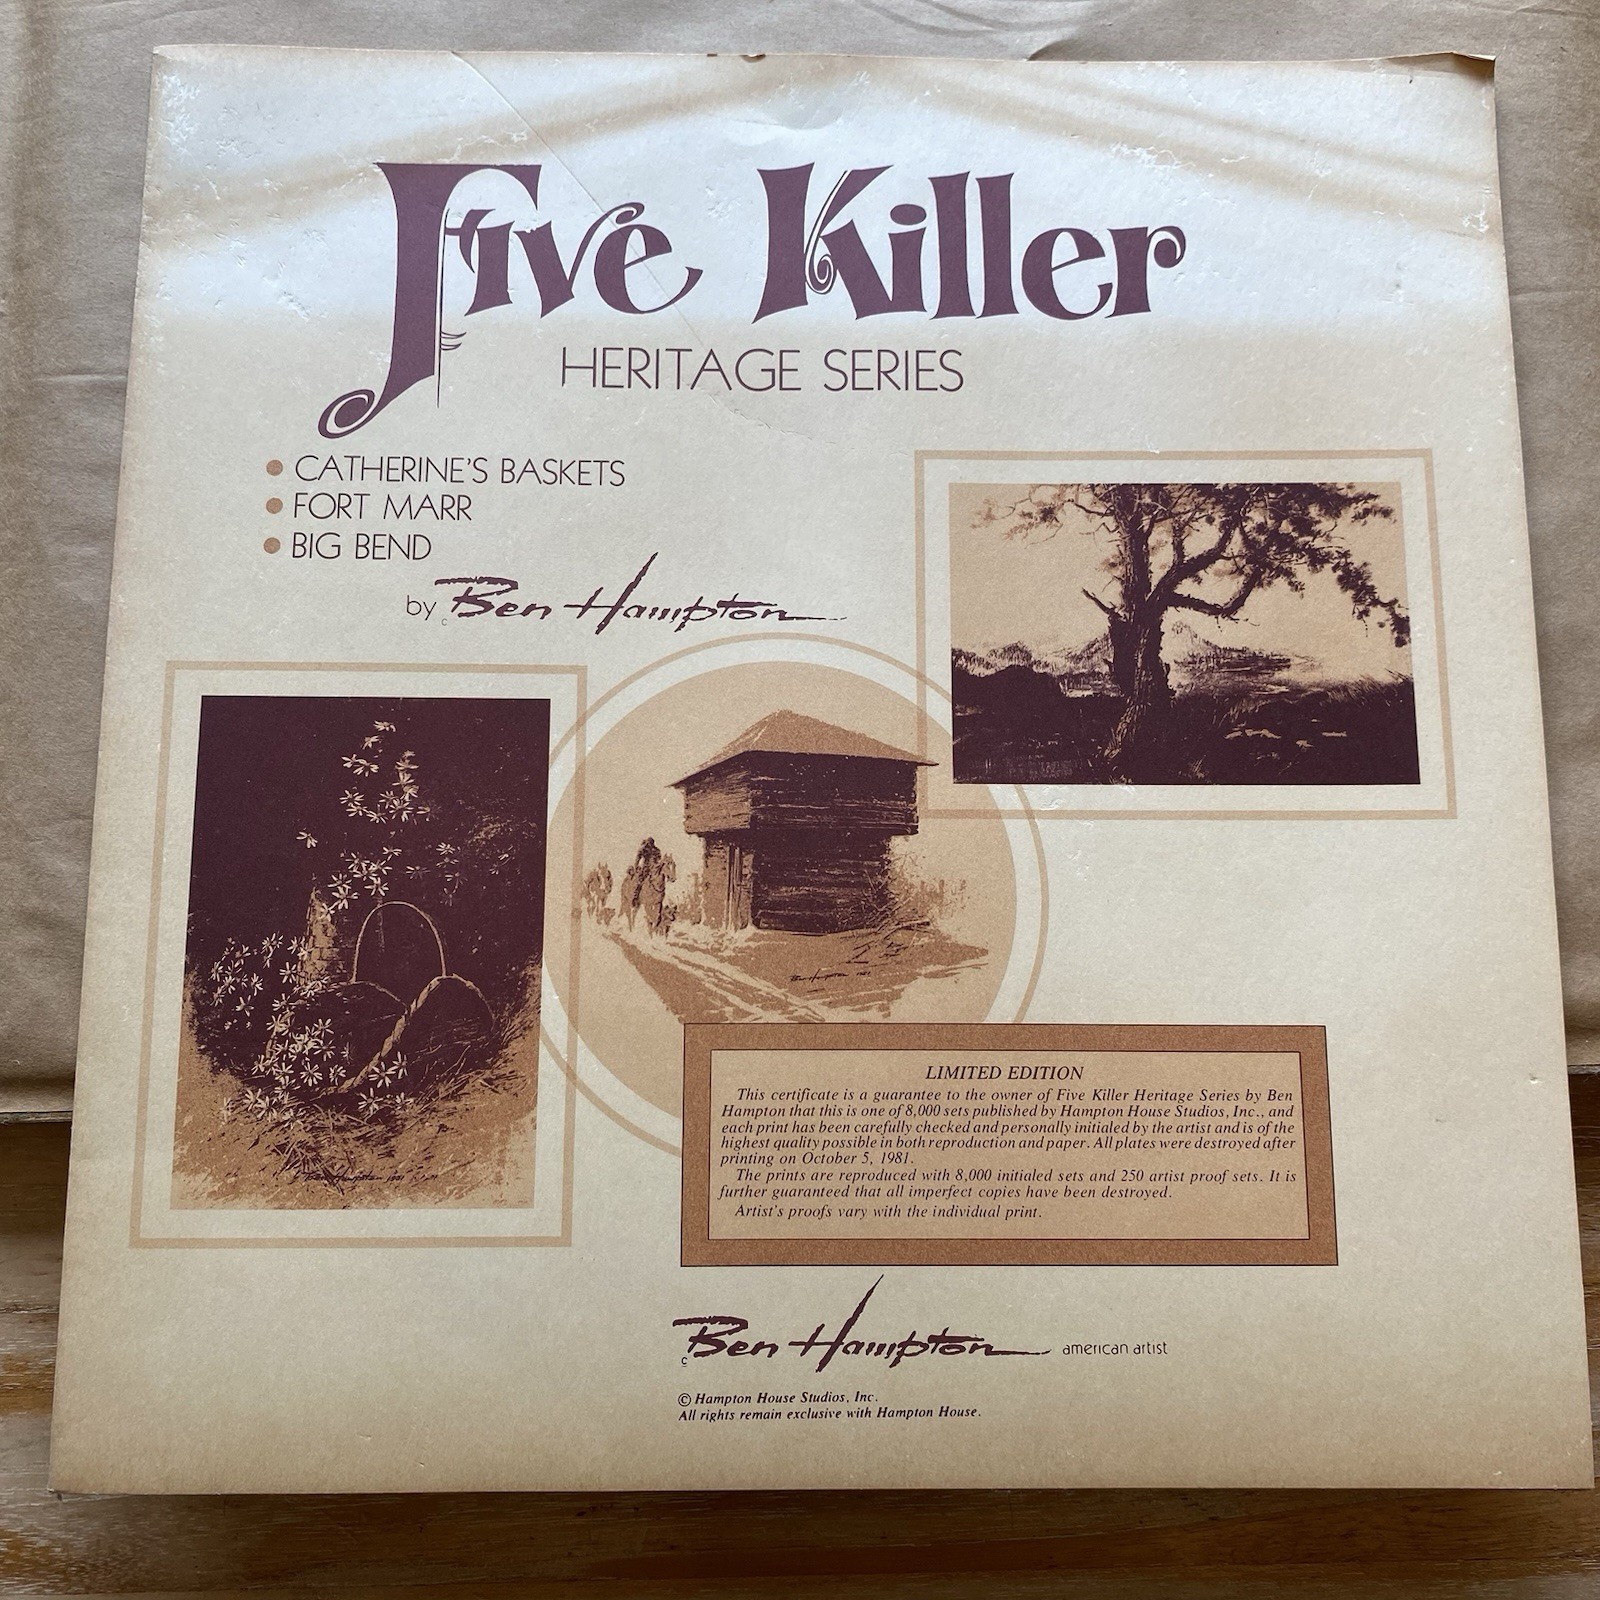 Five Killer
HERITAGE SERIES
• CATHERINE'S BASKETS
• FORT MARR
• BIG BEND
by Ben Hampton
c
Ben Hampton 1981
Ben Hampton 1981
LIMITED EDITION
This certificate is a guarantee to the owner of Five Killer Heritage Series by Ben
Hampton that this is one of 8,000 sets published by Hampton House Studios, Inc., and
each print has been carefully checked and personally initialed by the artist and is of the
highest quality possible in both reproduction and paper. All plates were destroyed after
printing on October 5, 1981.
The prints are reproduced with 8,000 initialed sets and 250 artist proof sets. It is
further guaranteed that all imperfect copies have been destroyed.
Artist's proofs vary with the individual print.
Ben Hampton american artist
c
© Hampton House Studios, Inc.
All rights remain exclusive with Hampton House.